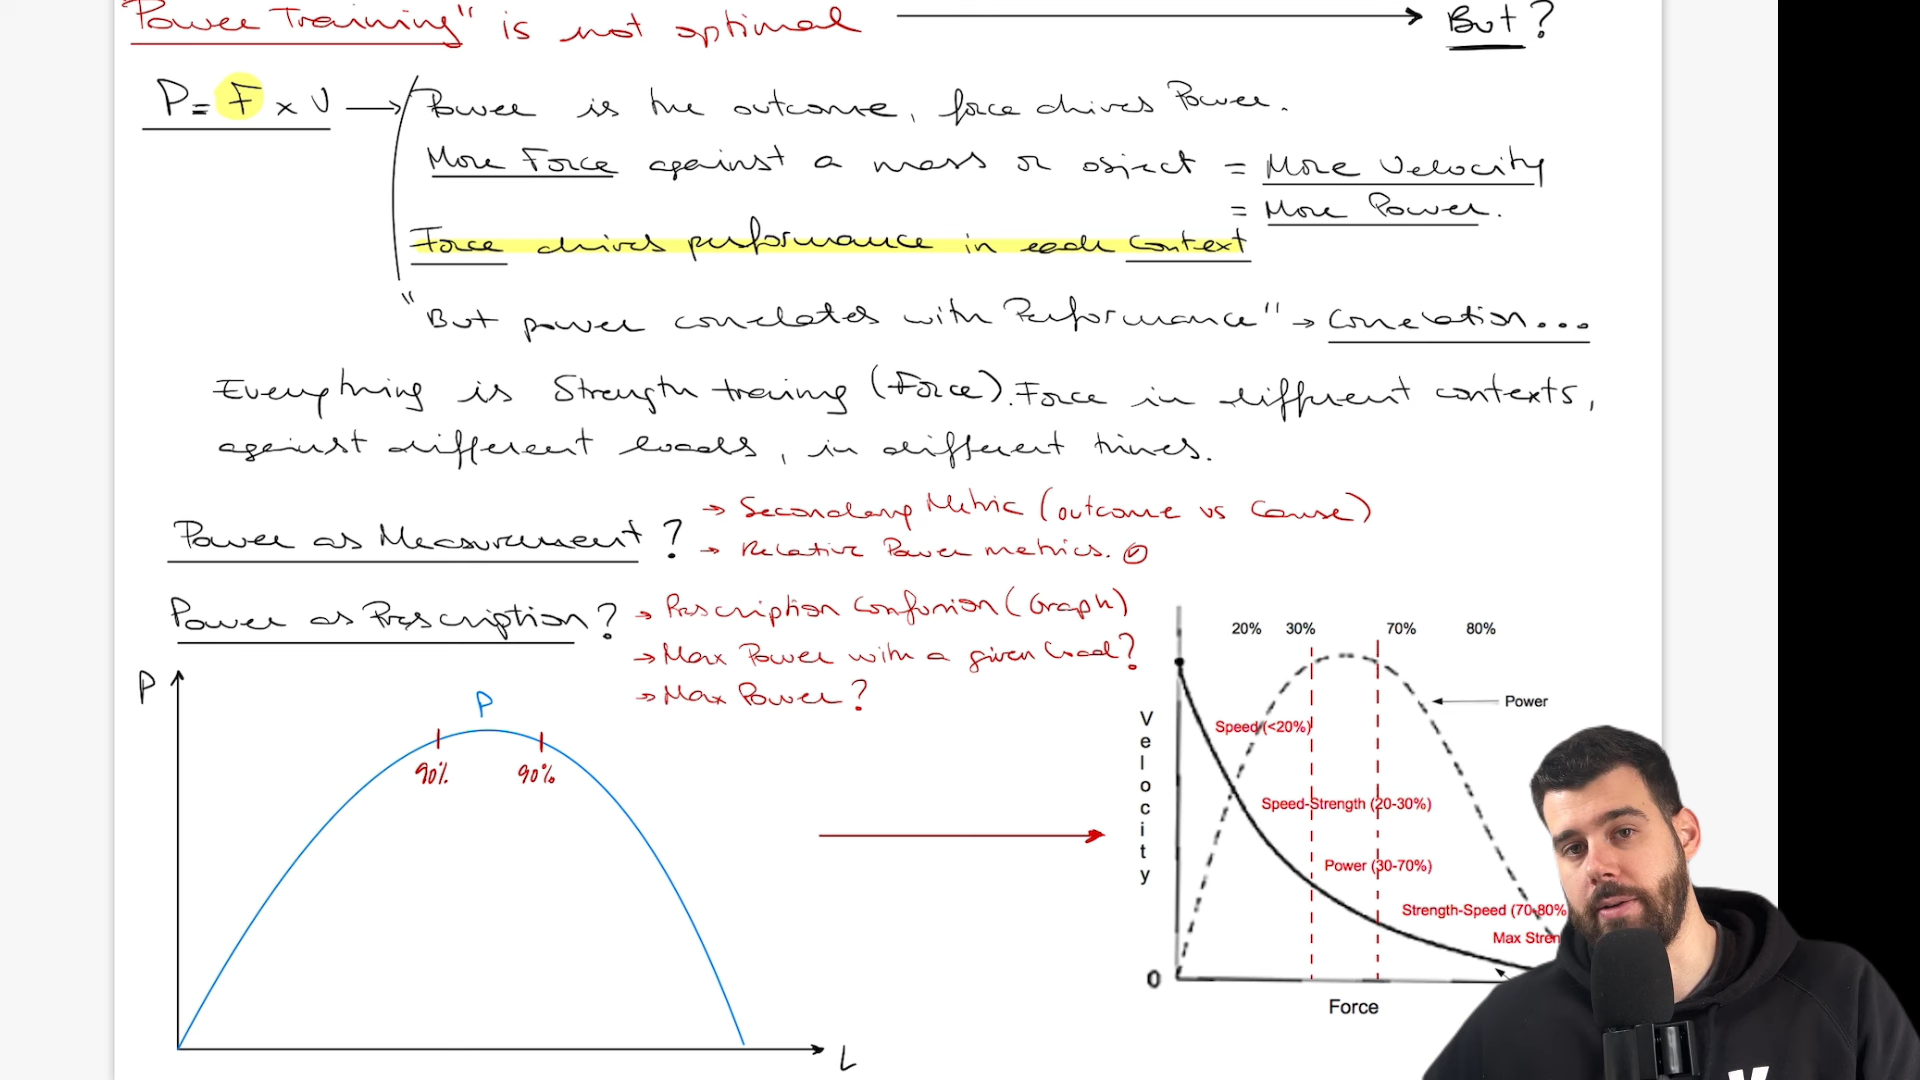 "Power Training" is not optimal → But?
P = F x V → Power is the outcome, force drives Power.
More Force against a mass or object = More Velocity
= More Power.
Force drives performance in each context
"But power correlates with Performance" → correlation...
Everything is Strength training (Force). Force in different contexts,
against different loads, in different times.
Power as Measurement?
→ Secondary Metric (outcome vs cause)
→ Relative Power metrics.
Power as Prescription?
→ Prescription Confusion (Graph)
→ Max Power with a given load?
→ Max Power?
P
P
90%
90%
L
20% 30% 70% 80%
Power
Velocity
Speed (<20%)
Speed-Strength (20-30%)
Power (30-70%)
Strength-Speed (70-80%
Max Stren
0
Force